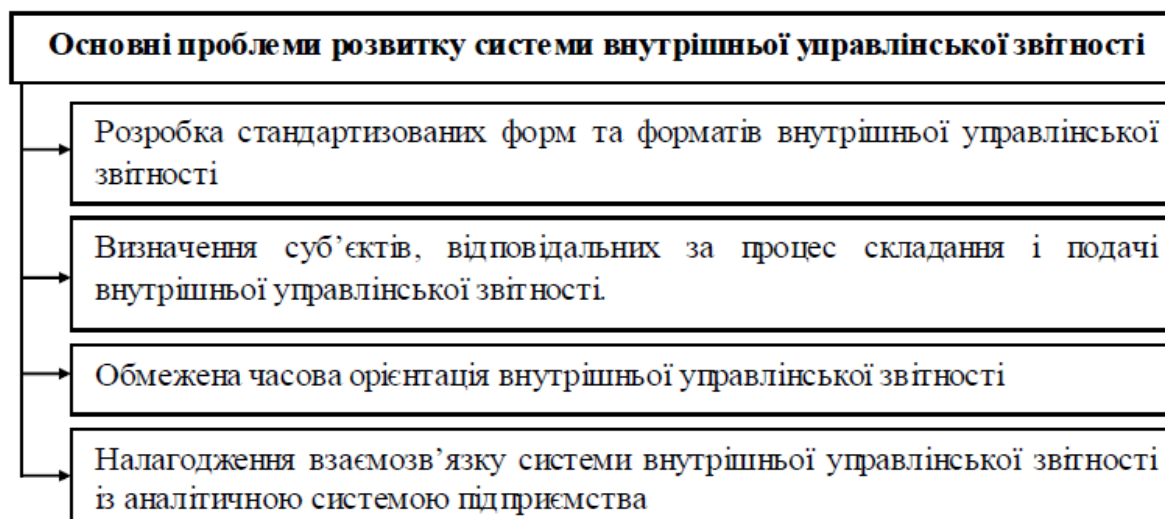 Основні проблеми розвитку системи внутрішньої управлінської звітності
Розробка стандартизованих форм та форматів внутрішньої управлінської
звітності
Визначення суб’єктів, відповідальних за процес складання і подачі
внутрішньої управлінської звітності.
Обмежена часова орієнтація внутрішньої управлінської звітності
Налагодження взаємозв’язку системи внутрішньої управлінської звітності
із аналітичною системою підприємства